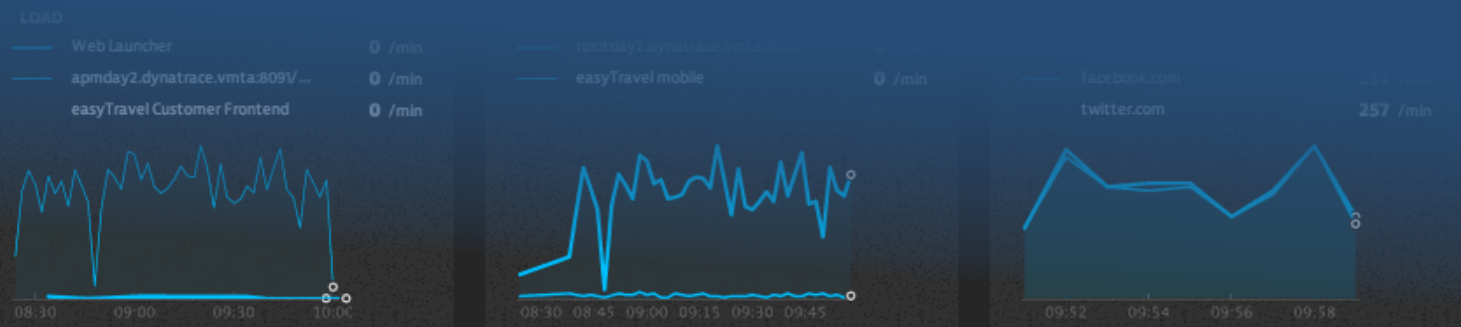 LOAD
Web Launcher 0 /min
apmday2.dynatrace.vmta:8091/... 0 /min
easyTravel Customer Frontend 0 /min
08:30 09:00 09:30 10:00
easyTravel mobile 0 /min
08:30 08:45 09:00 09:15 09:30 09:45
facebook.com 257 /min
twitter.com 257 /min
09:52 09:54 09:56 09:58